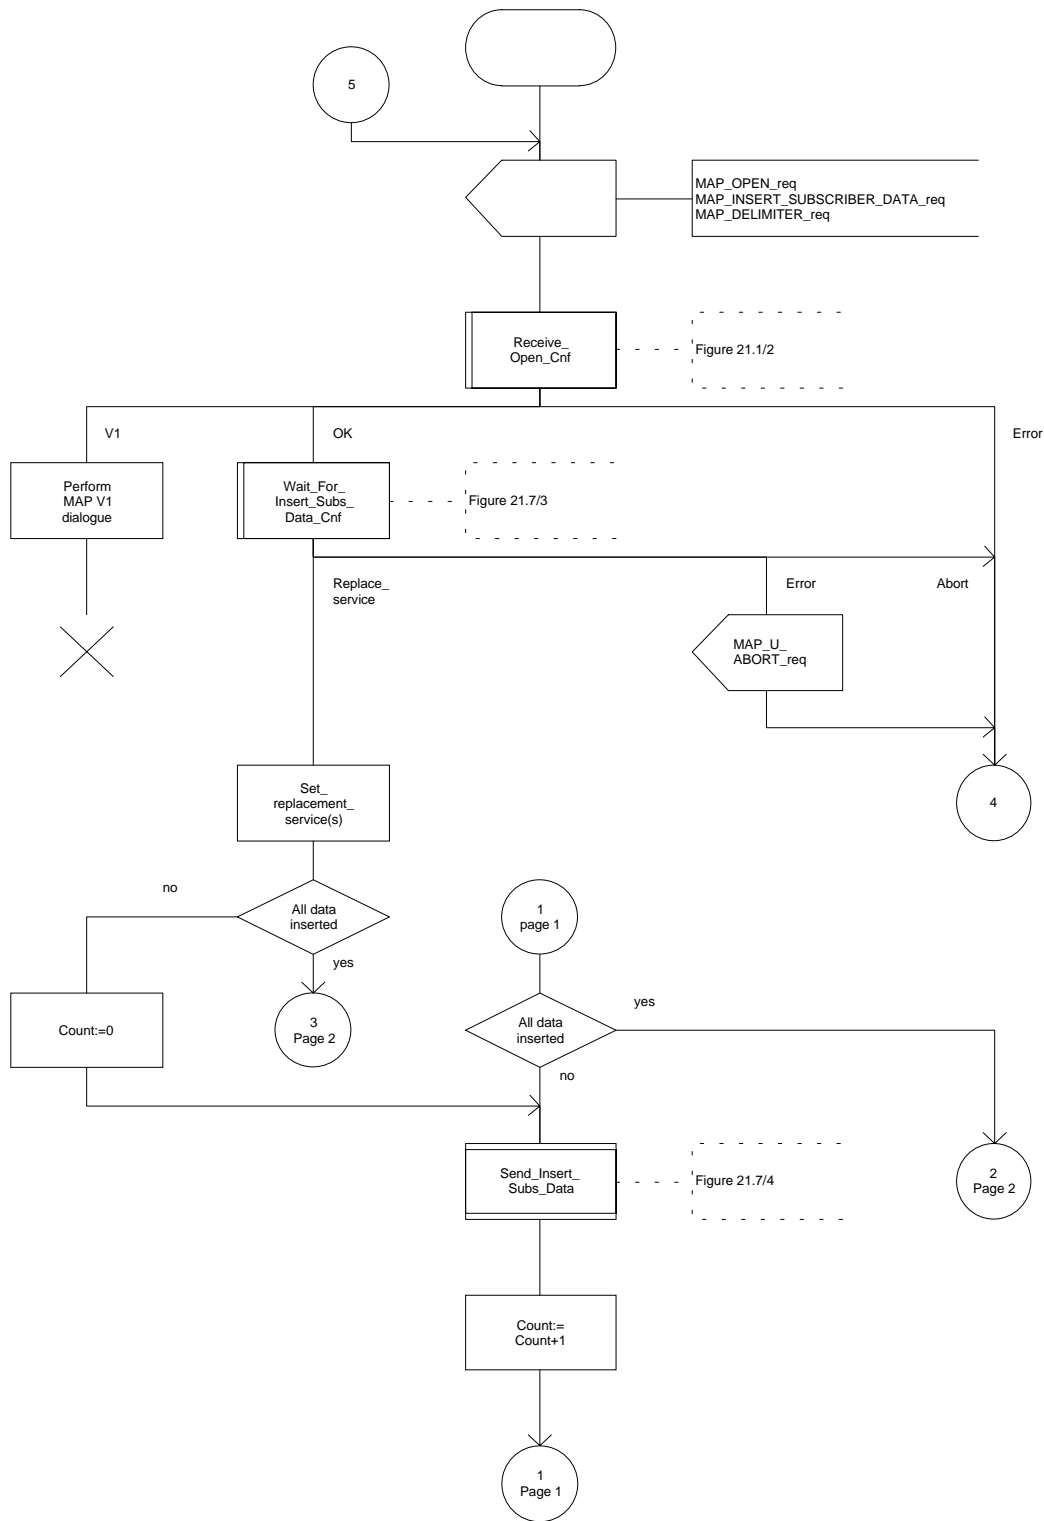 5
MAP_OPEN_req
MAP_INSERT_SUBSCRIBER_DATA_req
MAP_DELIMITER_req
Receive_
Open_Cnf
Figure 21.1/2
V1
OK
Error
Perform
MAP V1
dialogue
Wait_For_
Insert_Subs_
Data_Cnf
Figure 21.7/3
Replace_
service
Error
Abort
MAP_U_
ABORT_req
Set_
replacement_
service(s)
4
no
All data
inserted
yes
1
page 1
Count:=0
3
Page 2
All data
inserted
yes
no
Send_Insert_
Subs_Data
Figure 21.7/4
2
Page 2
Count:=
Count+1
1
Page 1